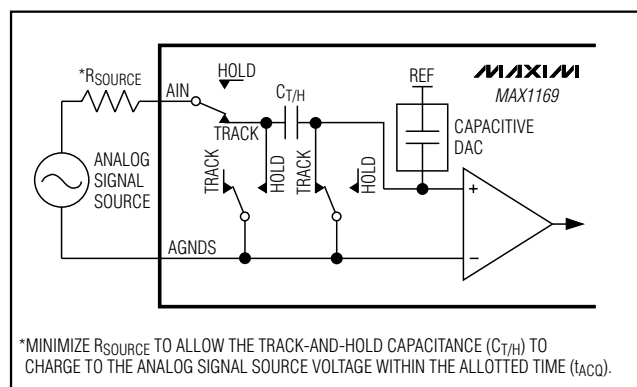 *RSOURCE
AIN
HOLD
TRACK
CT/H
REF
MAXIM
MAX1169
CAPACITIVE
DAC
ANALOG
SIGNAL
SOURCE
TRACK
HOLD
TRACK
HOLD
+
−
AGNDS
*MINIMIZE RSOURCE TO ALLOW THE TRACK-AND-HOLD CAPACITANCE (CT/H) TO
CHARGE TO THE ANALOG SIGNAL SOURCE VOLTAGE WITHIN THE ALLOTTED TIME (tACQ).